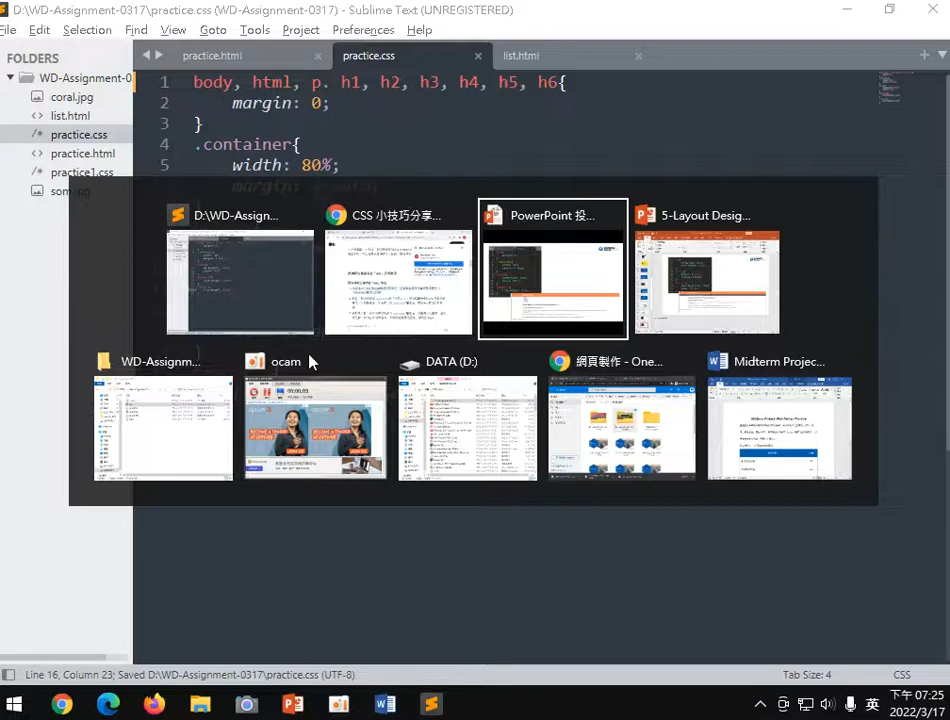 D:\WD-Assignment-0317\practice.css (WD-Assignment-0317) - Sublime Text (UNREGISTERED)
File Edit Selection Find View Goto Tools Project Preferences Help
FOLDERS
WD-Assignment-0
coral.jpg
list.html
practice.css
practice.html
practice1.css
som
practice.html
practice.css
list.html
1 body, html, p. h1, h2, h3, h4, h5, h6{
2 margin: 0;
3 }
4 .container{
5 width: 80%;
D:\WD-Assign...
CSS 小技巧分享...
PowerPoint 投...
5-Layout Desig...
WD-Assignm...
ocam
DATA (D:)
網頁製作 - One...
Midterm Projec...
Line 16, Column 23; Saved D:\WD-Assignment-0317\practice.css (UTF-8)
Tab Size: 4
CSS
英
下午 07:25
2022/3/17